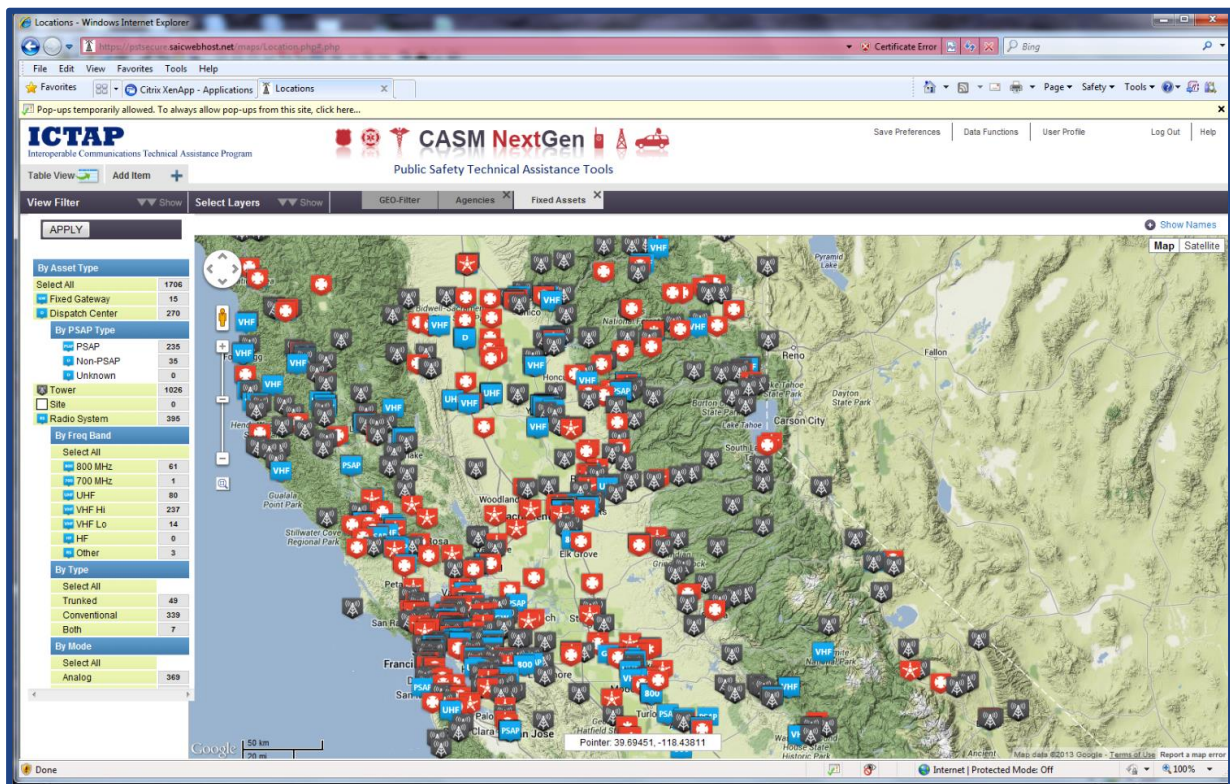 Locations - Windows Internet Explorer
https://pstsecure.saicwebhost.net/maps/Location.php4.php
Certificate Error
Bing
File Edit View Favorites Tools Help
Favorites
Citrix XenApp - Applications
Locations
Page Safety Tools
Pop-ups temporarily allowed. To always allow pop-ups from this site, click here...
ICTAP
Interoperable Communications Technical Assistance Program
CASM NextGen
Public Safety Technical Assistance Tools
Save Preferences Data Functions User Profile Log Out Help
Table View Add Item
View Filter Show Select Layers Show GEO-Filter Agencies Fixed Assets
APPLY
Show Names
Map Satellite
By Asset Type
Select All 1706
Fixed Gateway 15
Dispatch Center 270
By PSAP Type
PSAP 235
Non-PSAP 35
Unknown 0
Tower 1026
Site 0
Radio System 395
By Freq Band
Select All
800 MHz 61
700 MHz 1
UHF 80
VHF Hi 237
VHF Lo 14
HF 0
Other 3
By Type
Select All
Trunked 49
Conventional 339
Both 7
By Mode
Select All
Analog 369
Pyramid Lake
Reno
Fallon
Dayton State Park
Carson City
Lake Tahoe
Gualala Point Park
Stillwater Cove Regional Park
Woodland
Elk Grove
VHF
D
UHF
PSAP
800
San Jose
Google
50 km
20 mi
Pointer: 39.69451, -118.43811
Map data ©2013 Google - Terms of Use Report a map error
Done
Internet | Protected Mode: Off
100%